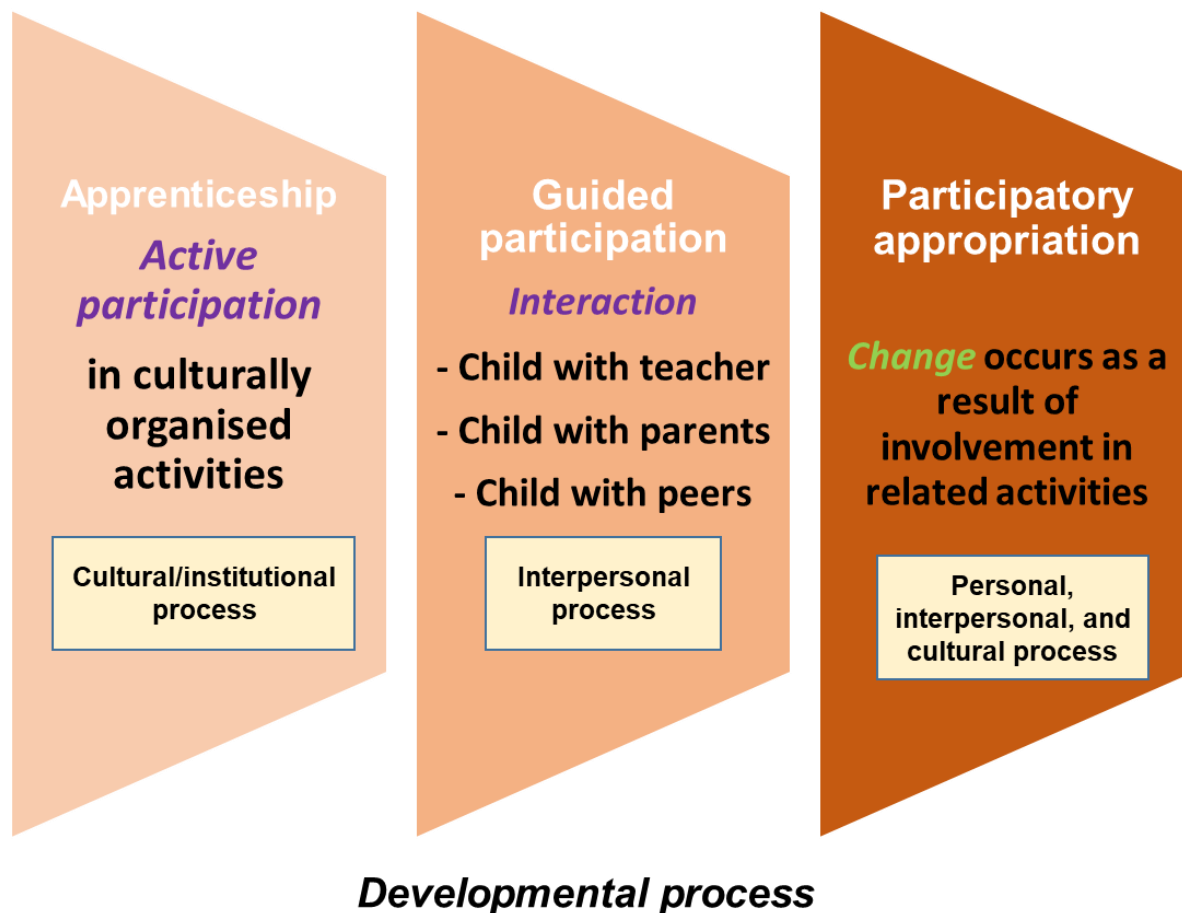 Apprenticeship
Active
participation
in culturally
organised
activities
Cultural/institutional
process
Guided
participation
Interaction
- Child with teacher
- Child with parents
- Child with peers
Interpersonal
process
Participatory
appropriation
Change occurs as a
result of
involvement in
related activities
Personal,
interpersonal, and
cultural process
Developmental process